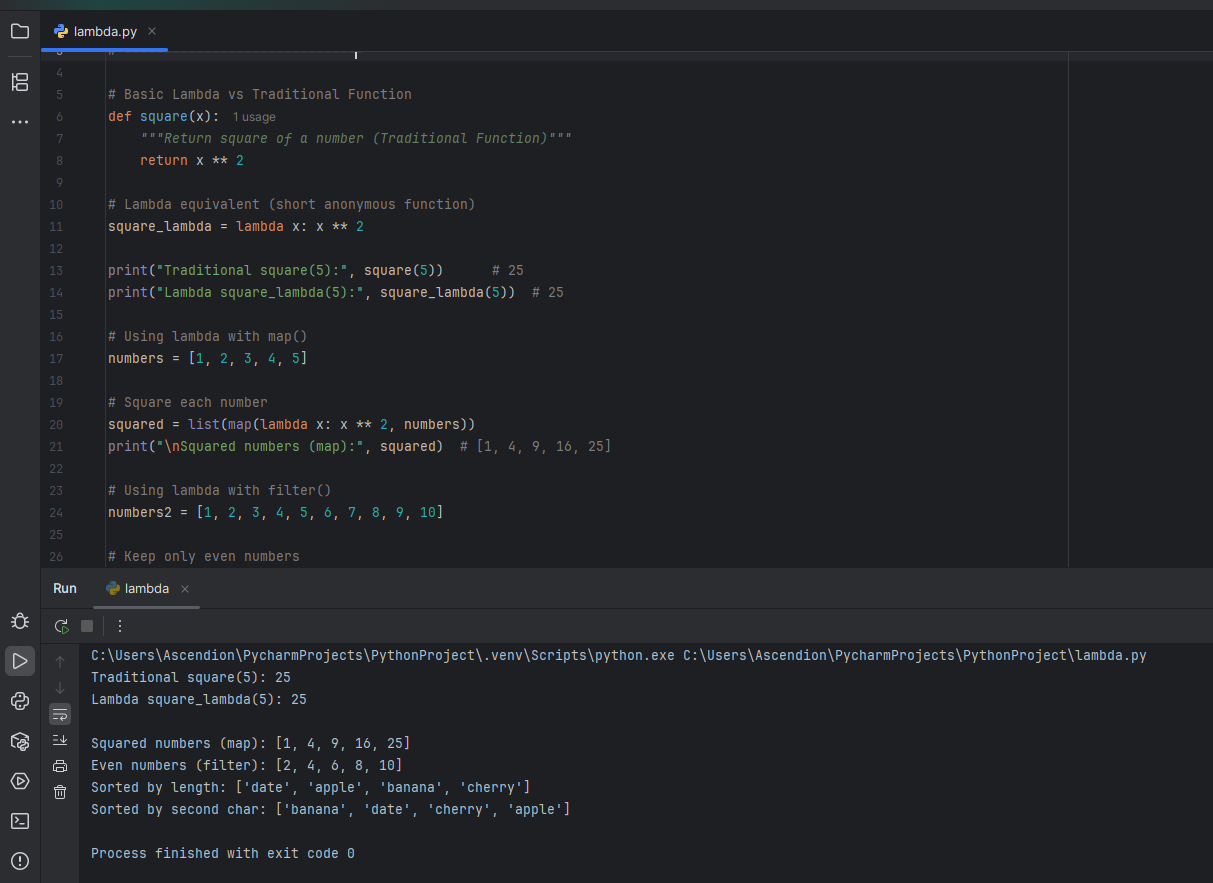 lambda.py
4
5 # Basic Lambda vs Traditional Function
6 def square(x): 1 usage
7 """Return square of a number (Traditional Function)"""
8 return x ** 2
9
10 # Lambda equivalent (short anonymous function)
11 square_lambda = lambda x: x ** 2
12
13 print("Traditional square(5):", square(5)) # 25
14 print("Lambda square_lambda(5):", square_lambda(5)) # 25
15
16 # Using lambda with map()
17 numbers = [1, 2, 3, 4, 5]
18
19 # Square each number
20 squared = list(map(lambda x: x ** 2, numbers))
21 print("\nSquared numbers (map):", squared) # [1, 4, 9, 16, 25]
22
23 # Using lambda with filter()
24 numbers2 = [1, 2, 3, 4, 5, 6, 7, 8, 9, 10]
25
26 # Keep only even numbers
Run lambda
C:\Users\Ascendion\PycharmProjects\PythonProject\.venv\Scripts\python.exe C:\Users\Ascendion\PycharmProjects\PythonProject\lambda.py
Traditional square(5): 25
Lambda square_lambda(5): 25
Squared numbers (map): [1, 4, 9, 16, 25]
Even numbers (filter): [2, 4, 6, 8, 10]
Sorted by length: ['date', 'apple', 'banana', 'cherry']
Sorted by second char: ['banana', 'date', 'cherry', 'apple']
Process finished with exit code 0